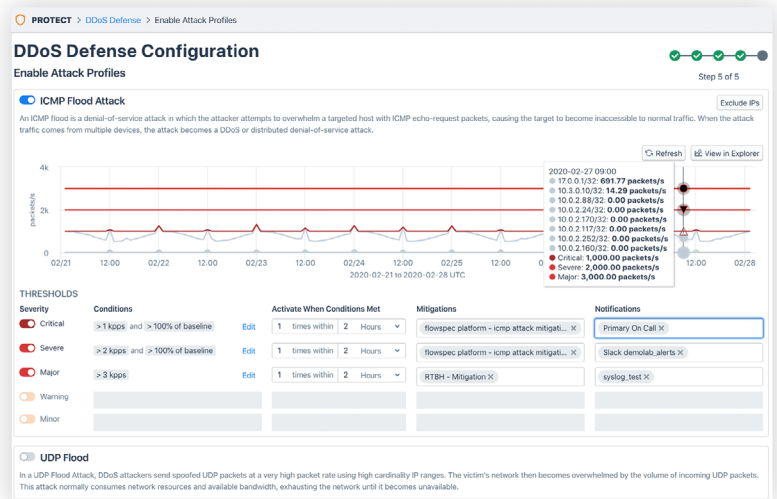 PROTECT > DDoS Defense > Enable Attack Profiles
DDoS Defense Configuration
Enable Attack Profiles
Step 5 of 5
ICMP Flood Attack
Exclude IPs
An ICMP flood is a denial-of-service attack in which the attacker attempts to overwhelm a targeted host with ICMP echo-request packets, causing the target to become inaccessible to normal traffic. When the attack
traffic comes from multiple devices, the attack becomes a DDoS or distributed denial-of-service attack.
Refresh
View in Explorer
4k
2k
0
packets/s
02/21 12:00 02/22 12:00 02/23 12:00 02/24 12:00 02/25 12:00 0 12:00 02/28
2020-02-21 to 2020-02-28 UTC
2020-02-27 09:00
17.0.0.1/32: 691.77 packets/s
10.3.0.10/32: 14.29 packets/s
10.0.2.88/32: 0.00 packets/s
10.0.2.24/32: 0.00 packets/s
10.0.2.170/32: 0.00 packets/s
10.0.2.117/32: 0.00 packets/s
10.0.2.252/32: 0.00 packets/s
10.0.2.160/32: 0.00 packets/s
Critical: 1,000.00 packets/s
Severe: 2,000.00 packets/s
Major: 3,000.00 packets/s
THRESHOLDS
Severity Conditions Activate When Conditions Met Mitigations Notifications
Critical > 1 kpps and > 100% of baseline Edit 1 times within 2 Hours flowspec platform - icmp attack mitigati... × Primary On Call ×
Severe > 2 kpps and > 100% of baseline Edit 1 times within 2 Hours flowspec platform - icmp attack mitigati... × Slack demolab_alerts ×
Major > 3 kpps Edit 1 times within 2 Hours RTBH - Mitigation × syslog_test ×
Warning
Minor
UDP Flood
In a UDP Flood Attack, DDoS attackers send spoofed UDP packets at a very high packet rate using high cardinality IP ranges. The victim's network then becomes overwhelmed by the volume of incoming UDP packets.
This attack normally consumes network resources and available bandwidth, exhausting the network until it becomes unavailable.